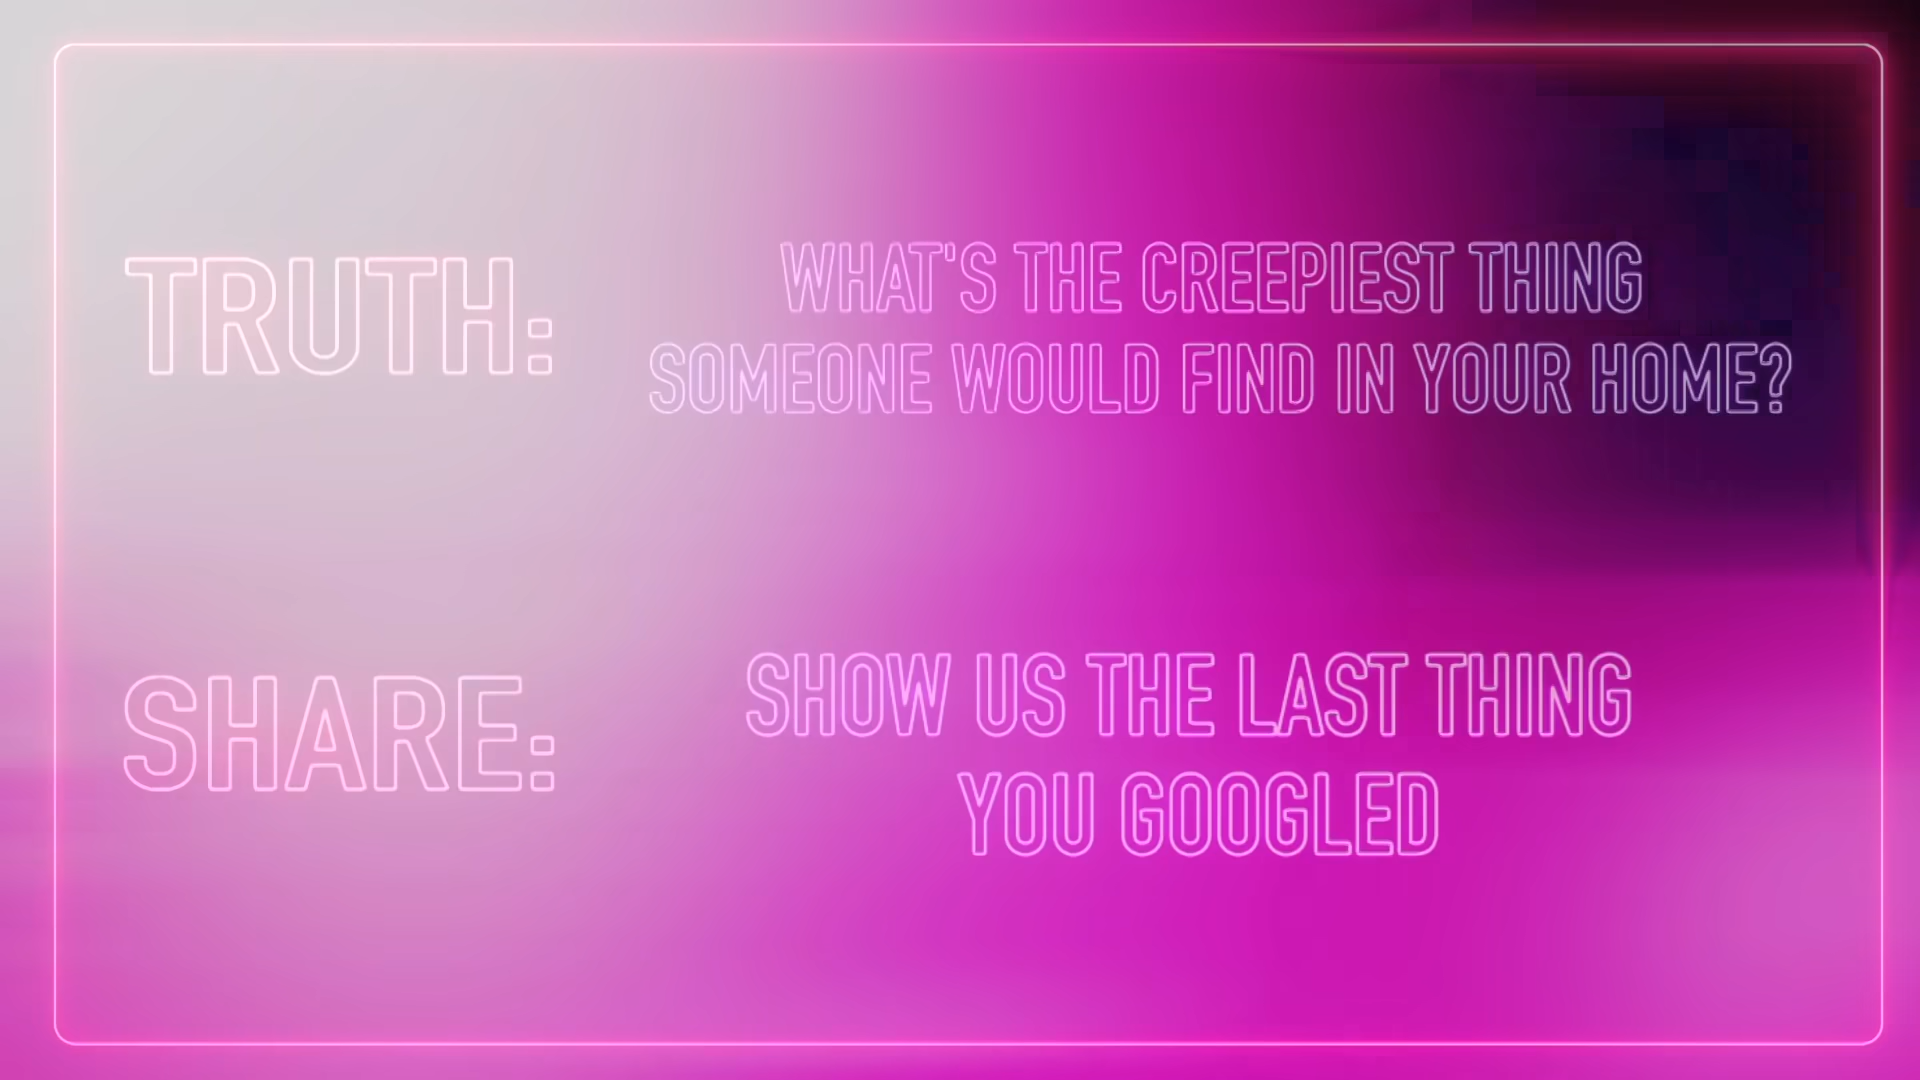 TRUTH:
WHAT'S THE CREEPIEST THING
SOMEONE WOULD FIND IN YOUR HOME?
SHARE:
SHOW US THE LAST THING
YOU GOOGLED